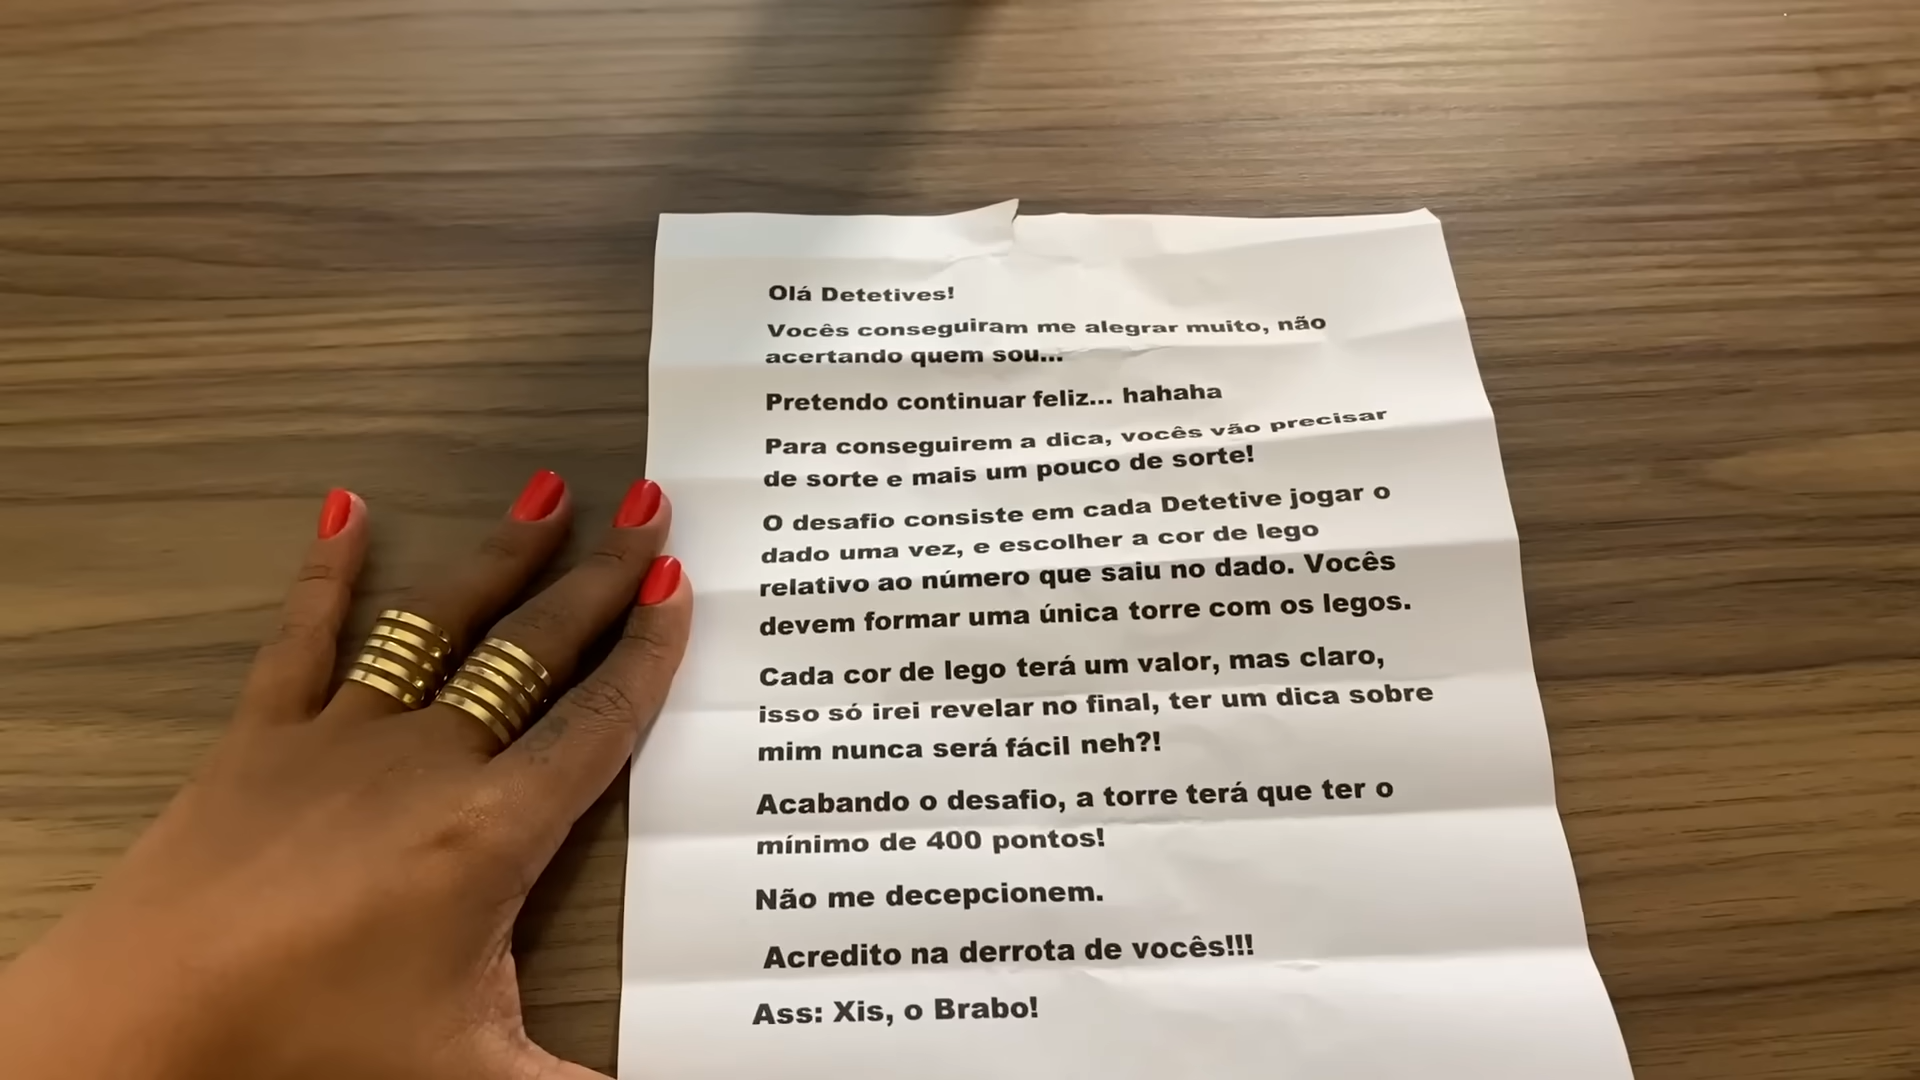 Olá Detetives!
Vocês conseguiram me alegrar muito, não
acertando quem sou...
Pretendo continuar feliz... hahaha
Para conseguirem a dica, vocês vão precisar
de sorte e mais um pouco de sorte!
O desafio consiste em cada Detetive jogar o
dado uma vez, e escolher a cor de lego
relativo ao número que saiu no dado. Vocês
devem formar uma única torre com os legos.
Cada cor de lego terá um valor, mas claro,
isso só irei revelar no final, ter um dica sobre
mim nunca será fácil neh?!
Acabando o desafio, a torre terá que ter o
mínimo de 400 pontos!
Não me decepcionem.
Acredito na derrota de vocês!!!
Ass: Xis, o Brabo!